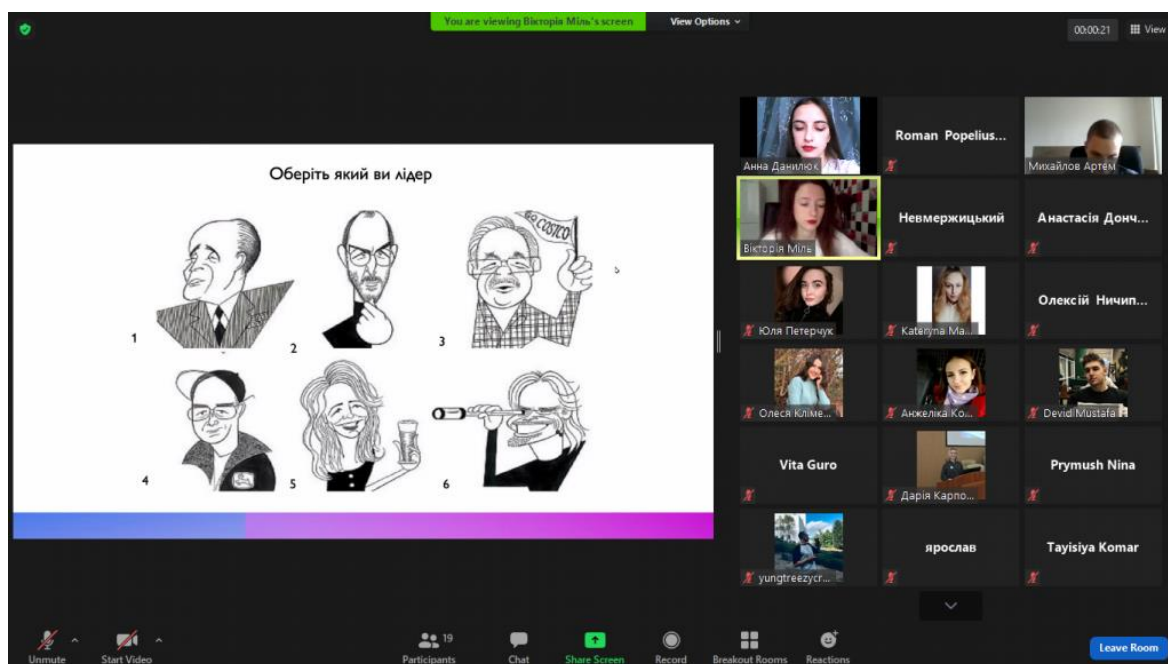 You are viewing Вікторія Міль's screen
View Options
00:00:21
View
Оберіть який ви лідер
COSTCO
1
2
3
4
5
6
Анна Данилюк
Roman Popelius...
Михайлов Артем
Вікторія Міль
Невмержицький
Анастасія Донч...
Юля Петерчук
Kateryna Ma...
Олексій Ничип...
Олеся Кліме...
Анжеліка Ко...
Devid Mustafa
Vita Guro
Дарія Карпо...
Prymush Nina
yungtreezycr...
ярослав
Tayisiya Komar
Unmute
Start Video
19
Participants
Chat
Share Screen
Record
Breakout Rooms
Reactions
Leave Room